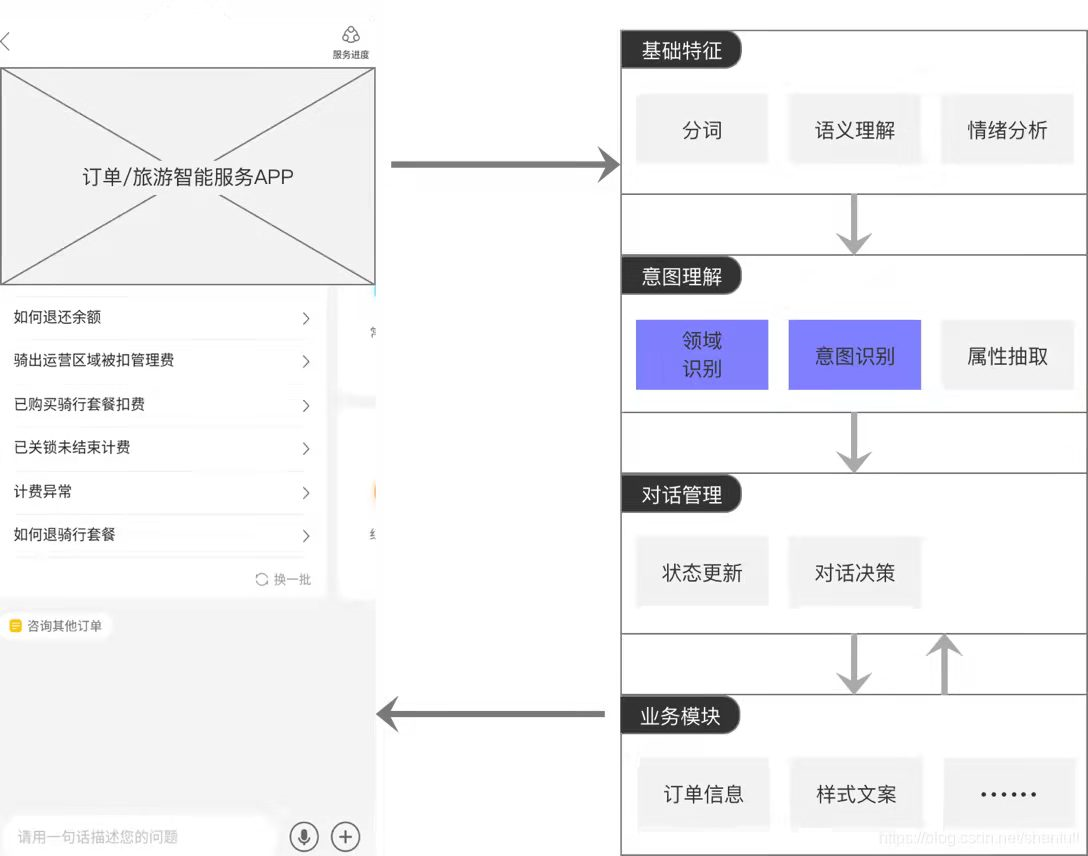 服务进度
订单/旅游智能服务APP
如何退还余额
骑出运营区域被扣管理费
已购买骑行套餐扣费
已关锁未结束计费
计费异常
如何退骑行套餐
换一批
咨询其他订单
请用一句话描述您的问题
基础特征
分词
语义理解
情绪分析
意图理解
领域
识别
意图识别
属性抽取
对话管理
状态更新
对话决策
业务模块
订单信息
样式文案
······